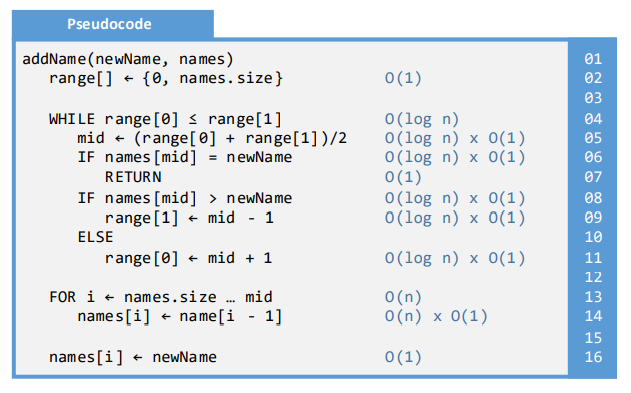 Pseudocode
addName(newName, names) 01
range[] ← {0, names.size} O(1) 02
03
WHILE range[0] ≤ range[1] O(log n) 04
mid ← (range[0] + range[1])/2 O(log n) x O(1) 05
IF names[mid] = newName O(log n) x O(1) 06
RETURN O(1) 07
IF names[mid] > newName O(log n) x O(1) 08
range[1] ← mid - 1 O(log n) x O(1) 09
ELSE 10
range[0] ← mid + 1 O(log n) x O(1) 11
12
FOR i ← names.size … mid O(n) 13
names[i] ← name[i - 1] O(n) x O(1) 14
15
names[i] ← newName O(1) 16